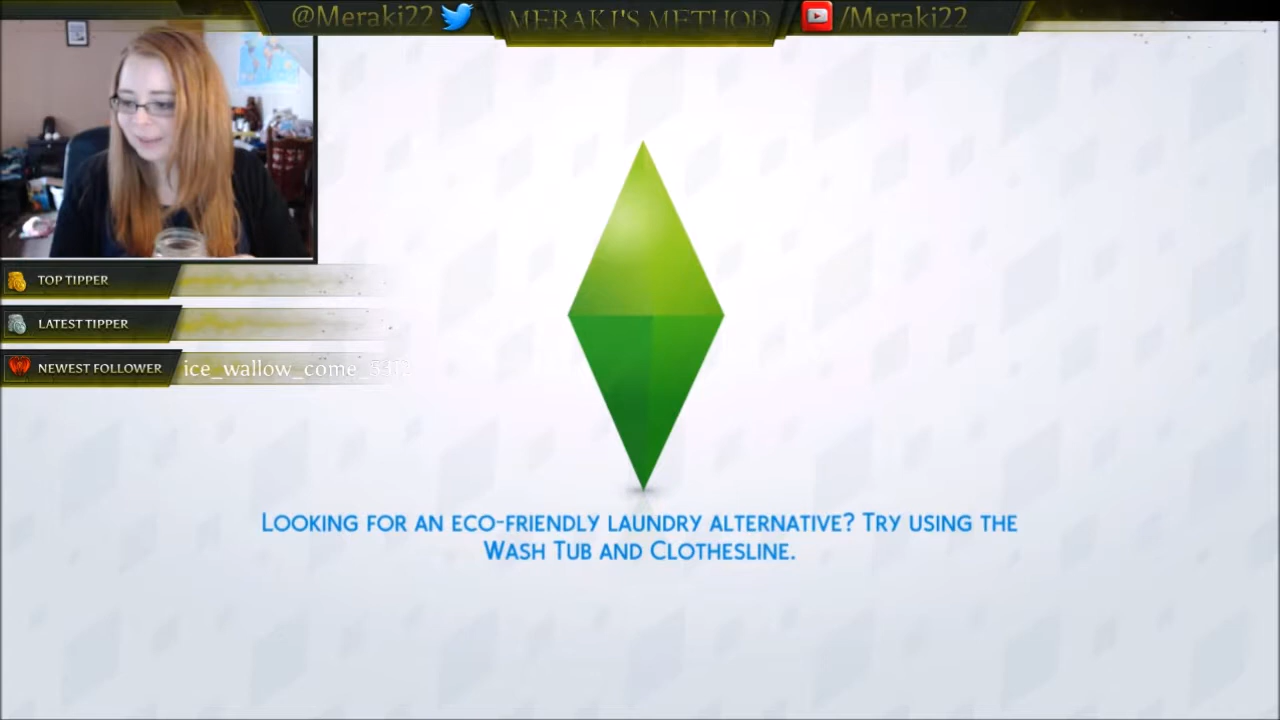 @Meraki22
MERAKI'S METHOD
/Meraki22
TOP TIPPER
LATEST TIPPER
NEWEST FOLLOWER
ice_wallow_come_5412
LOOKING FOR AN ECO-FRIENDLY LAUNDRY ALTERNATIVE? TRY USING THE
WASH TUB AND CLOTHESLINE.